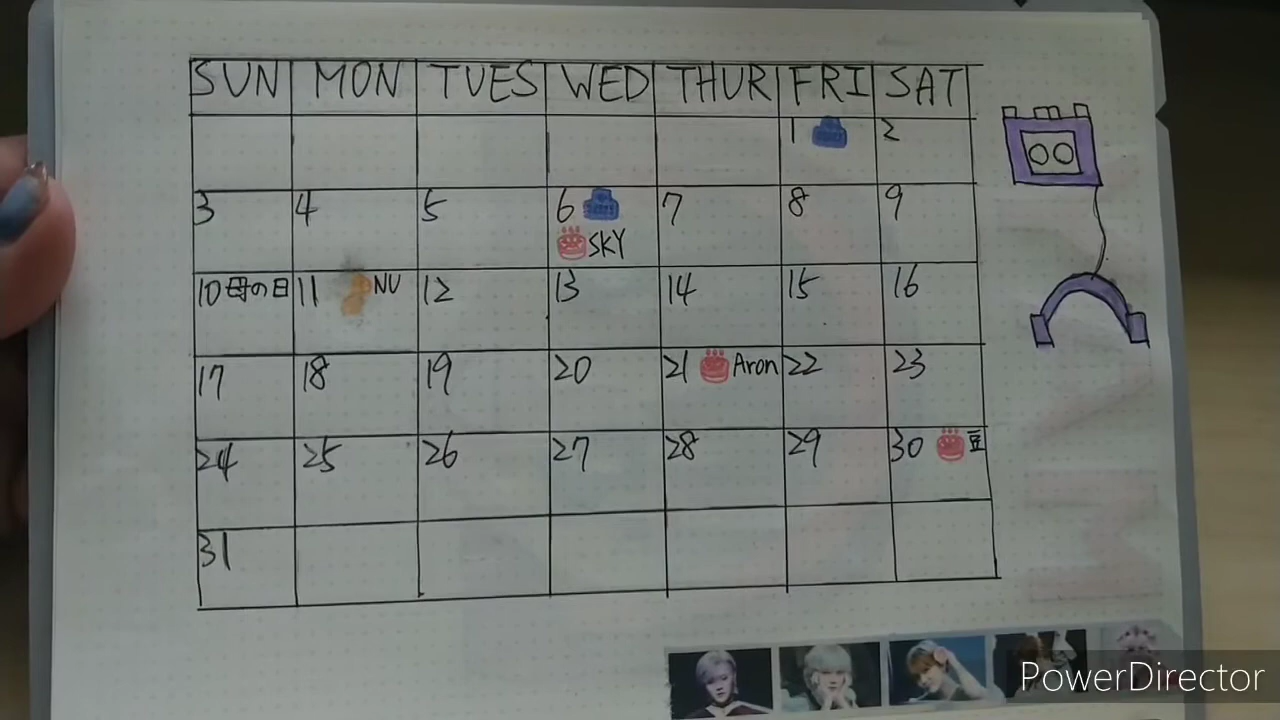 SUN MON TUES WED THUR FRI SAT
1 2
3 4 5 6 7 8 9
SKY
10 母の日 11 NU 12 13 14 15 16
17 18 19 20 21 Aron 22 23
24 25 26 27 28 29 30 豆
31
PowerDirector